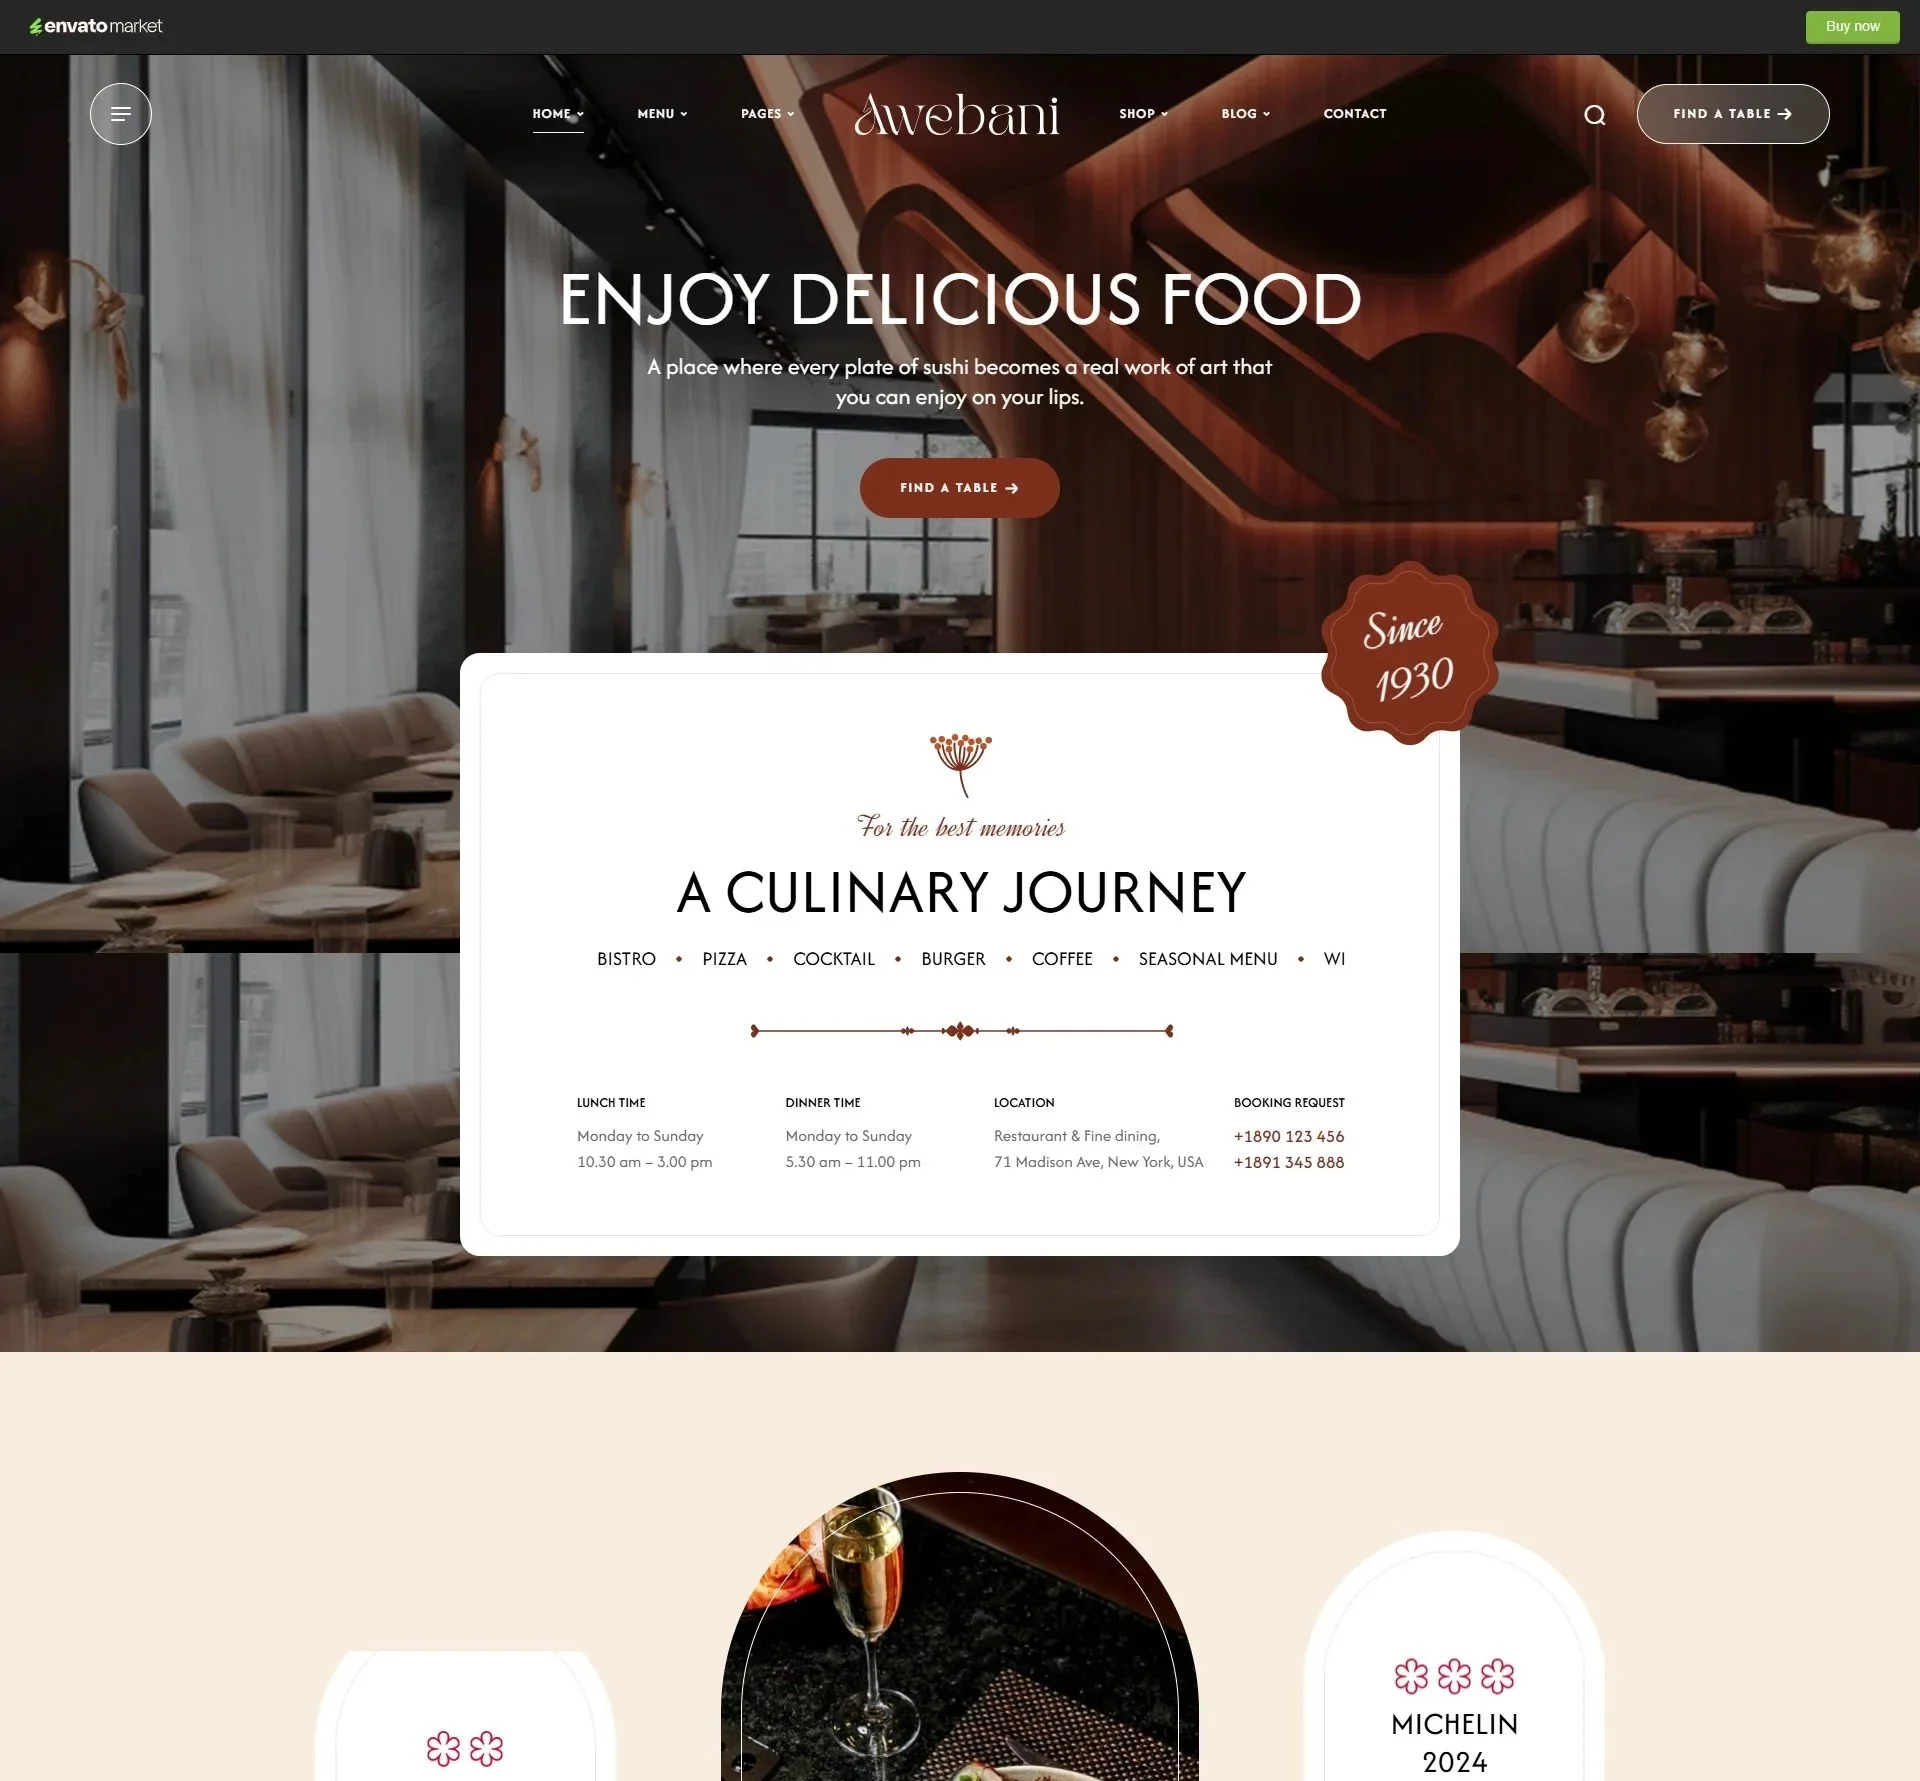 envato market
Buy now
HOME
MENU
PAGES
Awebani
SHOP
BLOG
CONTACT
FIND A TABLE
ENJOY DELICIOUS FOOD
A place where every plate of sushi becomes a real work of art that
you can enjoy on your lips.
FIND A TABLE
Since
1930
For the best memories
A CULINARY JOURNEY
BISTRO • PIZZA • COCKTAIL • BURGER • COFFEE • SEASONAL MENU • WI
LUNCH TIME
Monday to Sunday
10.30 am – 3.00 pm
DINNER TIME
Monday to Sunday
5.30 am – 11.00 pm
LOCATION
Restaurant & Fine dining,
71 Madison Ave, New York, USA
BOOKING REQUEST
+1890 123 456
+1891 345 888
MICHELIN
2024